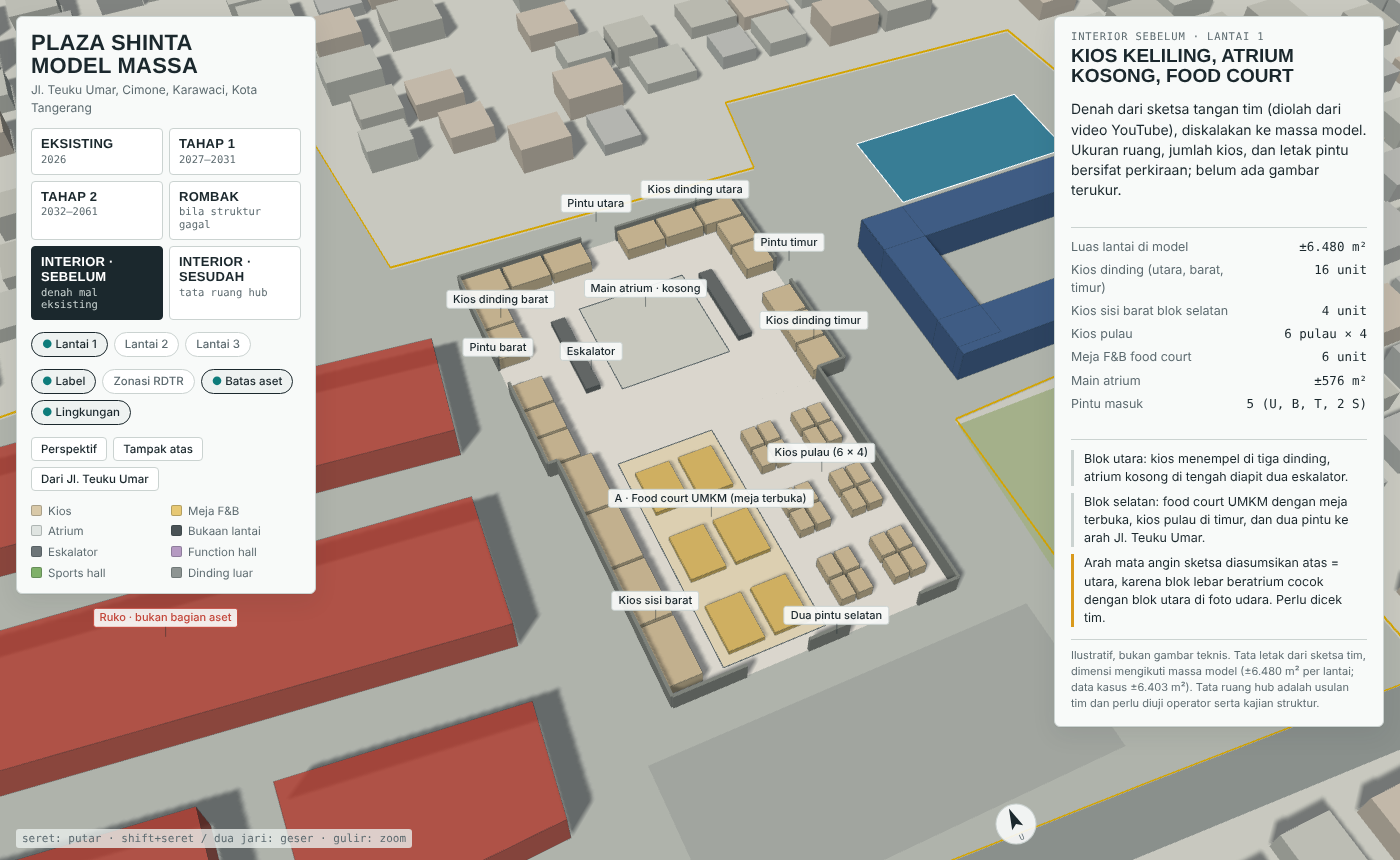 PLAZA SHINTA
MODEL MASSA
Jl. Teuku Umar, Cimone, Karawaci, Kota
Tangerang
EKSISTING
2026
TAHAP 1
2027–2031
TAHAP 2
2032–2061
ROMBAK
bila struktur
gagal
INTERIOR ·
SEBELUM
denah mal
eksisting
INTERIOR ·
SESUDAH
tata ruang hub
Lantai 1
Lantai 2
Lantai 3
Label
Zonasi RDTR
Batas aset
Lingkungan
Perspektif
Tampak atas
Dari Jl. Teuku Umar
Kios
Meja F&B
Atrium
Bukaan lantai
Eskalator
Function hall
Sports hall
Dinding luar
Kios dinding utara
Pintu utara
Pintu timur
Main atrium · kosong
Kios dinding barat
Kios dinding timur
Pintu barat
Eskalator
Kios pulau (6 × 4)
A · Food court UMKM (meja terbuka)
Kios sisi barat
Dua pintu selatan
Ruko · bukan bagian aset
seret: putar · shift+seret / dua jari: geser · gulir: zoom
U
INTERIOR SEBELUM · LANTAI 1
KIOS KELILING, ATRIUM
KOSONG, FOOD COURT
Denah dari sketsa tangan tim (diolah dari
video YouTube), diskalakan ke massa model.
Ukuran ruang, jumlah kios, dan letak pintu
bersifat perkiraan; belum ada gambar
terukur.
Luas lantai di model ±6.480 m²
Kios dinding (utara, barat, 16 unit
timur)
Kios sisi barat blok selatan 4 unit
Kios pulau 6 pulau × 4
Meja F&B food court 6 unit
Main atrium ±576 m²
Pintu masuk 5 (U, B, T, 2 S)
Blok utara: kios menempel di tiga dinding,
atrium kosong di tengah diapit dua eskalator.
Blok selatan: food court UMKM dengan meja
terbuka, kios pulau di timur, dan dua pintu ke
arah Jl. Teuku Umar.
Arah mata angin sketsa diasumsikan atas =
utara, karena blok lebar beratrium cocok
dengan blok utara di foto udara. Perlu dicek
tim.
Ilustratif, bukan gambar teknis. Tata letak dari sketsa tim,
dimensi mengikuti massa model (±6.480 m² per lantai;
data kasus ±6.403 m²). Tata ruang hub adalah usulan
tim dan perlu diuji operator serta kajian struktur.